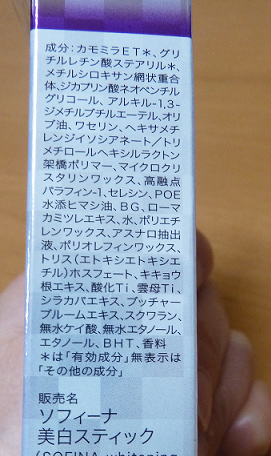 成分：カモミラＥＴ＊、グリ
チルレチン酸ステアリル＊、
メチルシロキサン網状重合
体、ジカプリン酸ネオペンチル
グリコール、アルキル-1,3-
ジメチルブチルエーテル、オリ
ブ油、ワセリン、ヘキサメチ
レンジイソシアネート/トリ
メチロールヘキシルラクトン
架橋ポリマー、マイクロクリ
スタリンワックス、高融点
パラフィン-1、セレシン、POE
水添ヒマシ油、BG、ローマ
カミツレエキス、水、ポリエチ
レンワックス、アスナロ抽出
液、ポリオレフィンワックス、
トリス(エトキシエトキシエ
チル)ホスフェート、キキョウ
根エキス、酸化Ti、雲母Ti、
シラカバエキス、ブッチャー
ブルームエキス、スクワラン、
無水ケイ酸、無水エタノール、
エタノール、BHT、香料
＊は「有効成分」無表示は
「その他の成分」
販売名
ソフィーナ
美白スティック
(SOFINA whitening